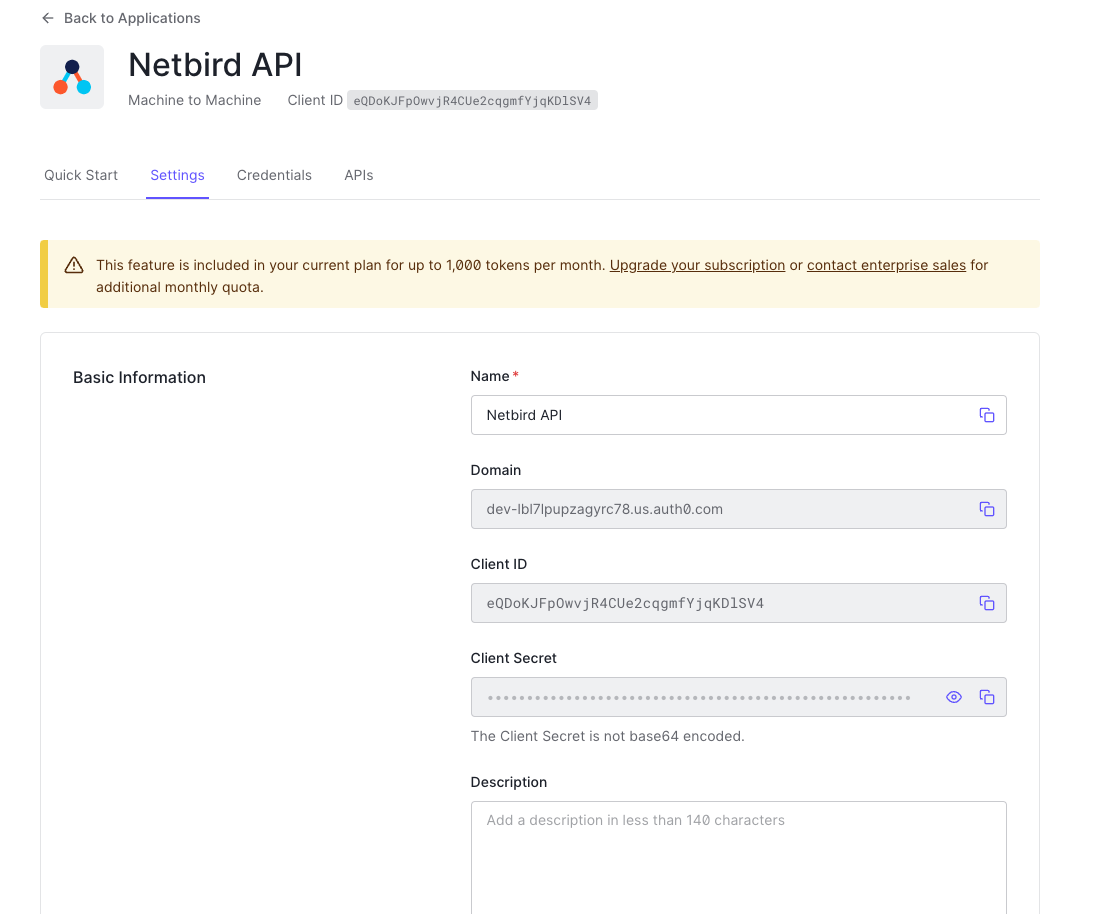 Back to Applications
Netbird API
Machine to Machine Client ID eQDoKJFpOwvjR4CUe2cqgmfYjqKDlSV4
Quick Start Settings Credentials APIs
This feature is included in your current plan for up to 1,000 tokens per month. Upgrade your subscription or contact enterprise sales for
additional monthly quota.
Basic Information
Name*
Netbird API
Domain
dev-lbl7lpupzagyrc78.us.auth0.com
Client ID
eQDoKJFpOwvjR4CUe2cqgmfYjqKDlSV4
Client Secret
The Client Secret is not base64 encoded.
Description
Add a description in less than 140 characters